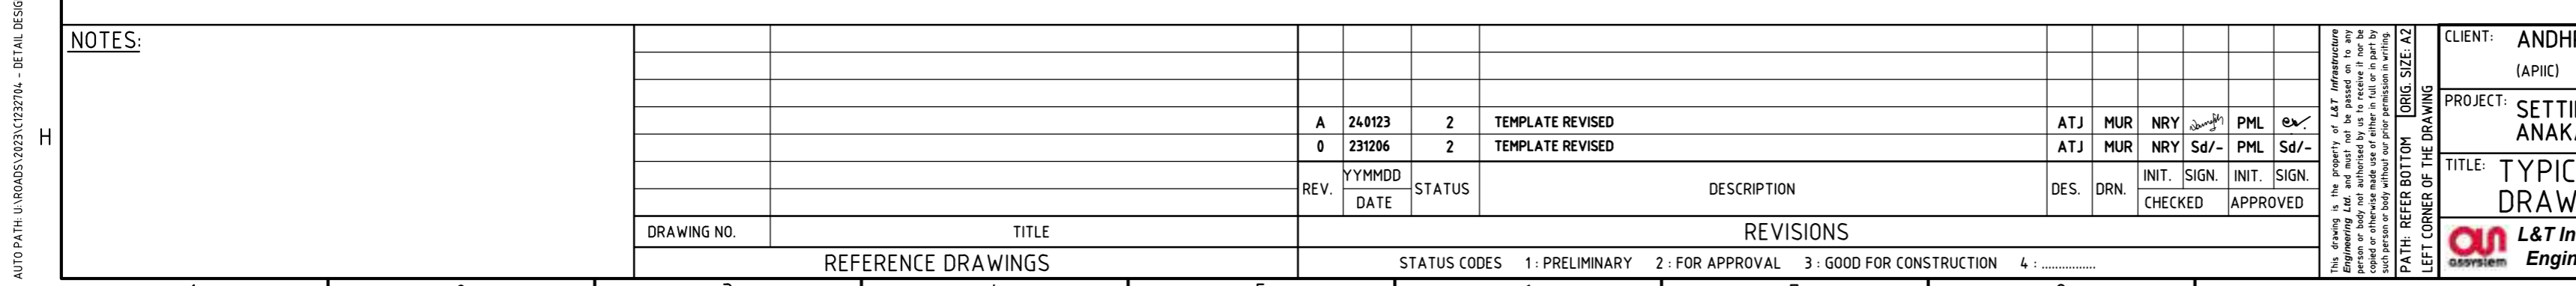 AUTO PATH: U:\ROADS\2023\C1232704 - DETAIL DESIG
H
NOTES:
A 240123 2 TEMPLATE REVISED ATJ MUR NRY PML
0 231206 2 TEMPLATE REVISED ATJ MUR NRY Sd/- PML Sd/-
REV. YYMMDD STATUS DESCRIPTION DES. DRN. INIT. SIGN. INIT. SIGN.
DATE CHECKED APPROVED
DRAWING NO. TITLE REVISIONS
REFERENCE DRAWINGS STATUS CODES 1 : PRELIMINARY 2 : FOR APPROVAL 3 : GOOD FOR CONSTRUCTION 4 : ................
This drawing is the property of L&T Infrastructure
Engineering Ltd. and must not be passed on to any
person or body not authorised by us to receive it nor be
copied or otherwise made use of either in full or in part by
such person or body without our prior permission in writing.
PATH: REFER BOTTOM ORIG. SIZE: A2
LEFT CORNER OF THE DRAWING
CLIENT: ANDH
(APIIC)
PROJECT: SETTI
ANAK
TITLE: TYPIC
DRAW
assystem L&T In
Engin